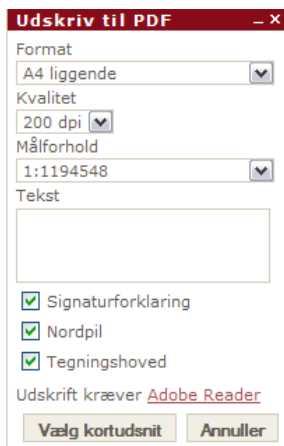 Udskriv til PDF
Format
A4 liggende
Kvalitet
200 dpi
Målforhold
1:1194548
Tekst
Signaturforklaring
Nordpil
Tegningshoved
Udskrift kræver Adobe Reader
Vælg kortudsnit Annuller